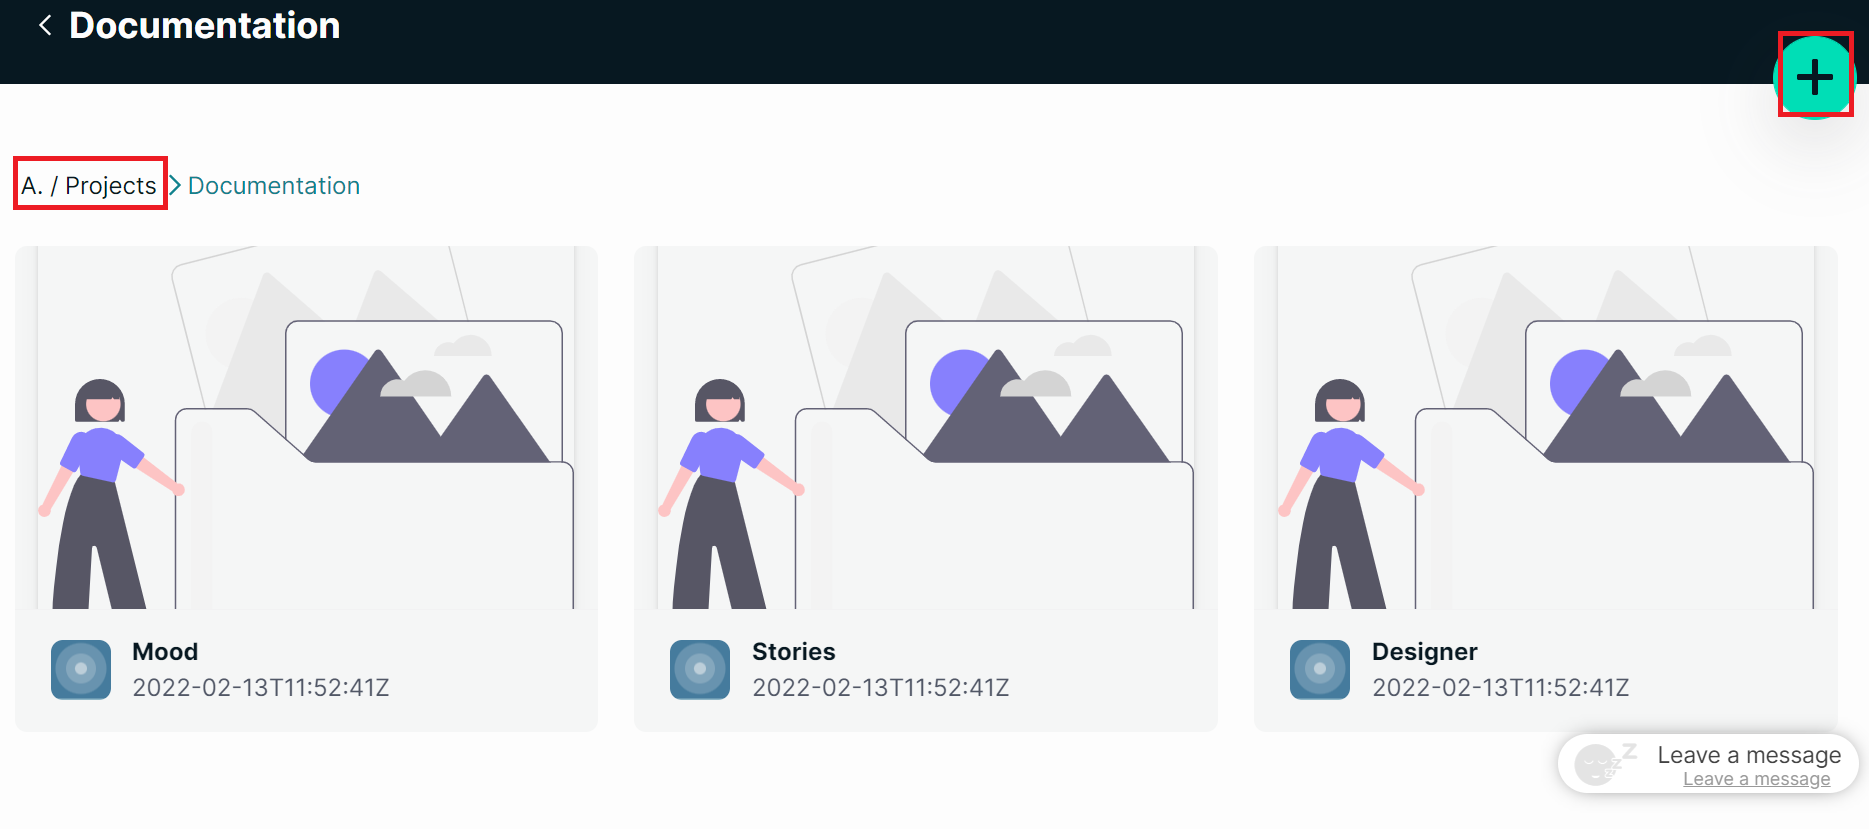 Documentation
A. / Projects > Documentation
Mood
2022-02-13T11:52:41Z
Stories
2022-02-13T11:52:41Z
Designer
2022-02-13T11:52:41Z
z
z
z
Leave a message
Leave a message